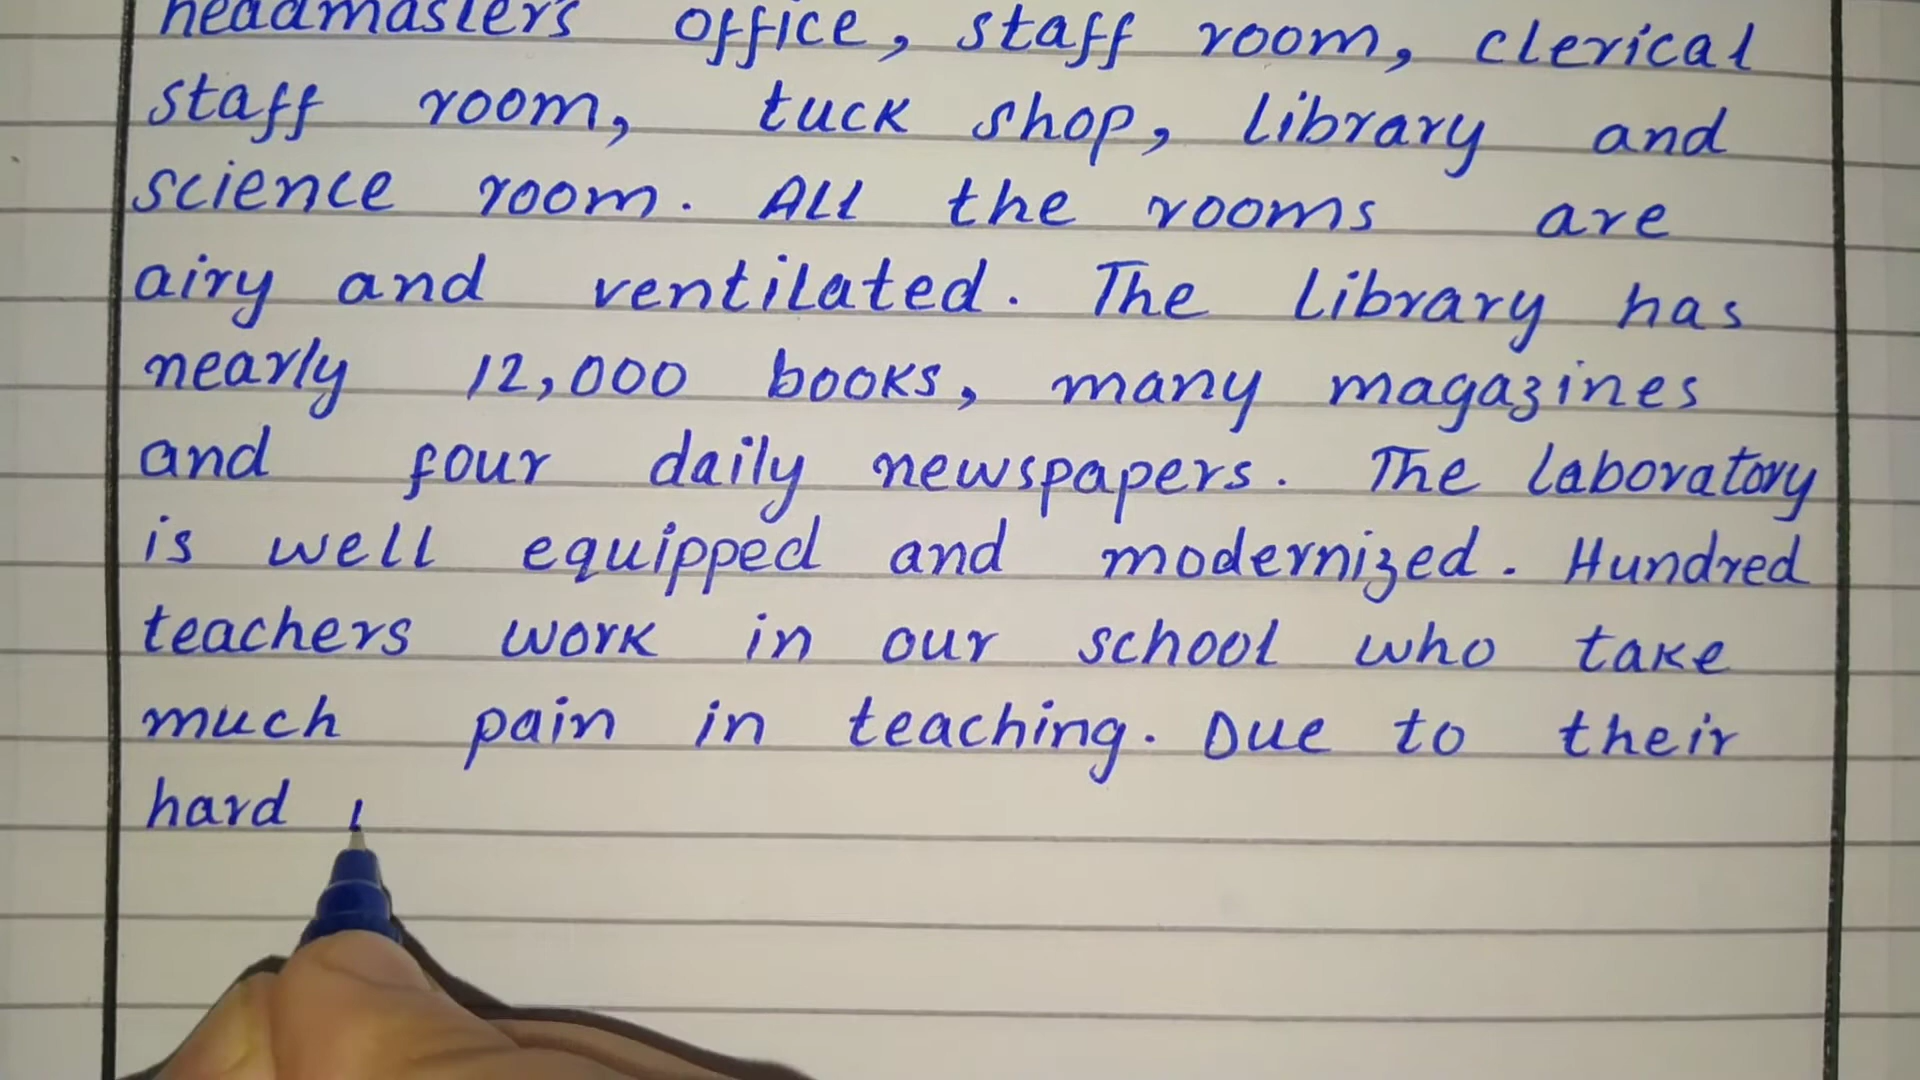 headmasters office, staff room, clerical
staff room, tuck shop, library and
science room. All the rooms are
airy and ventilated. The library has
nearly 12,000 books, many magazines
and four daily newspapers. The laboratory
is well equipped and modernized. Hundred
teachers work in our school who take
much pain in teaching. Due to their
hard